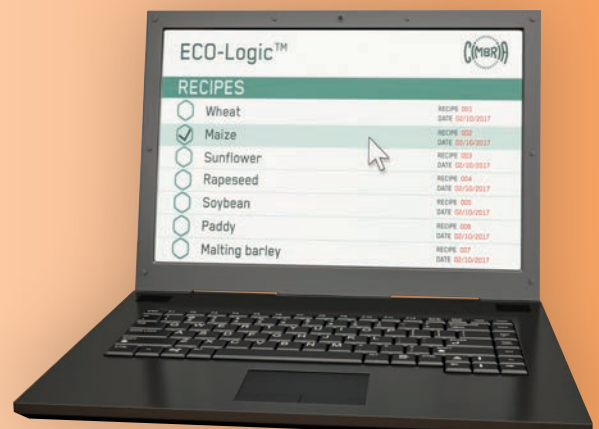 ECO-Logic™
C(MBR)A
RECIPES
Wheat
RECIPE 001
DATE 02/10/2017
Maize
RECIPE 002
DATE 02/10/2017
Sunflower
RECIPE 003
DATE 02/10/2017
Rapeseed
RECIPE 004
DATE 02/10/2017
Soybean
RECIPE 005
DATE 02/10/2017
Paddy
RECIPE 006
DATE 02/10/2017
Malting barley
RECIPE 007
DATE 02/10/2017